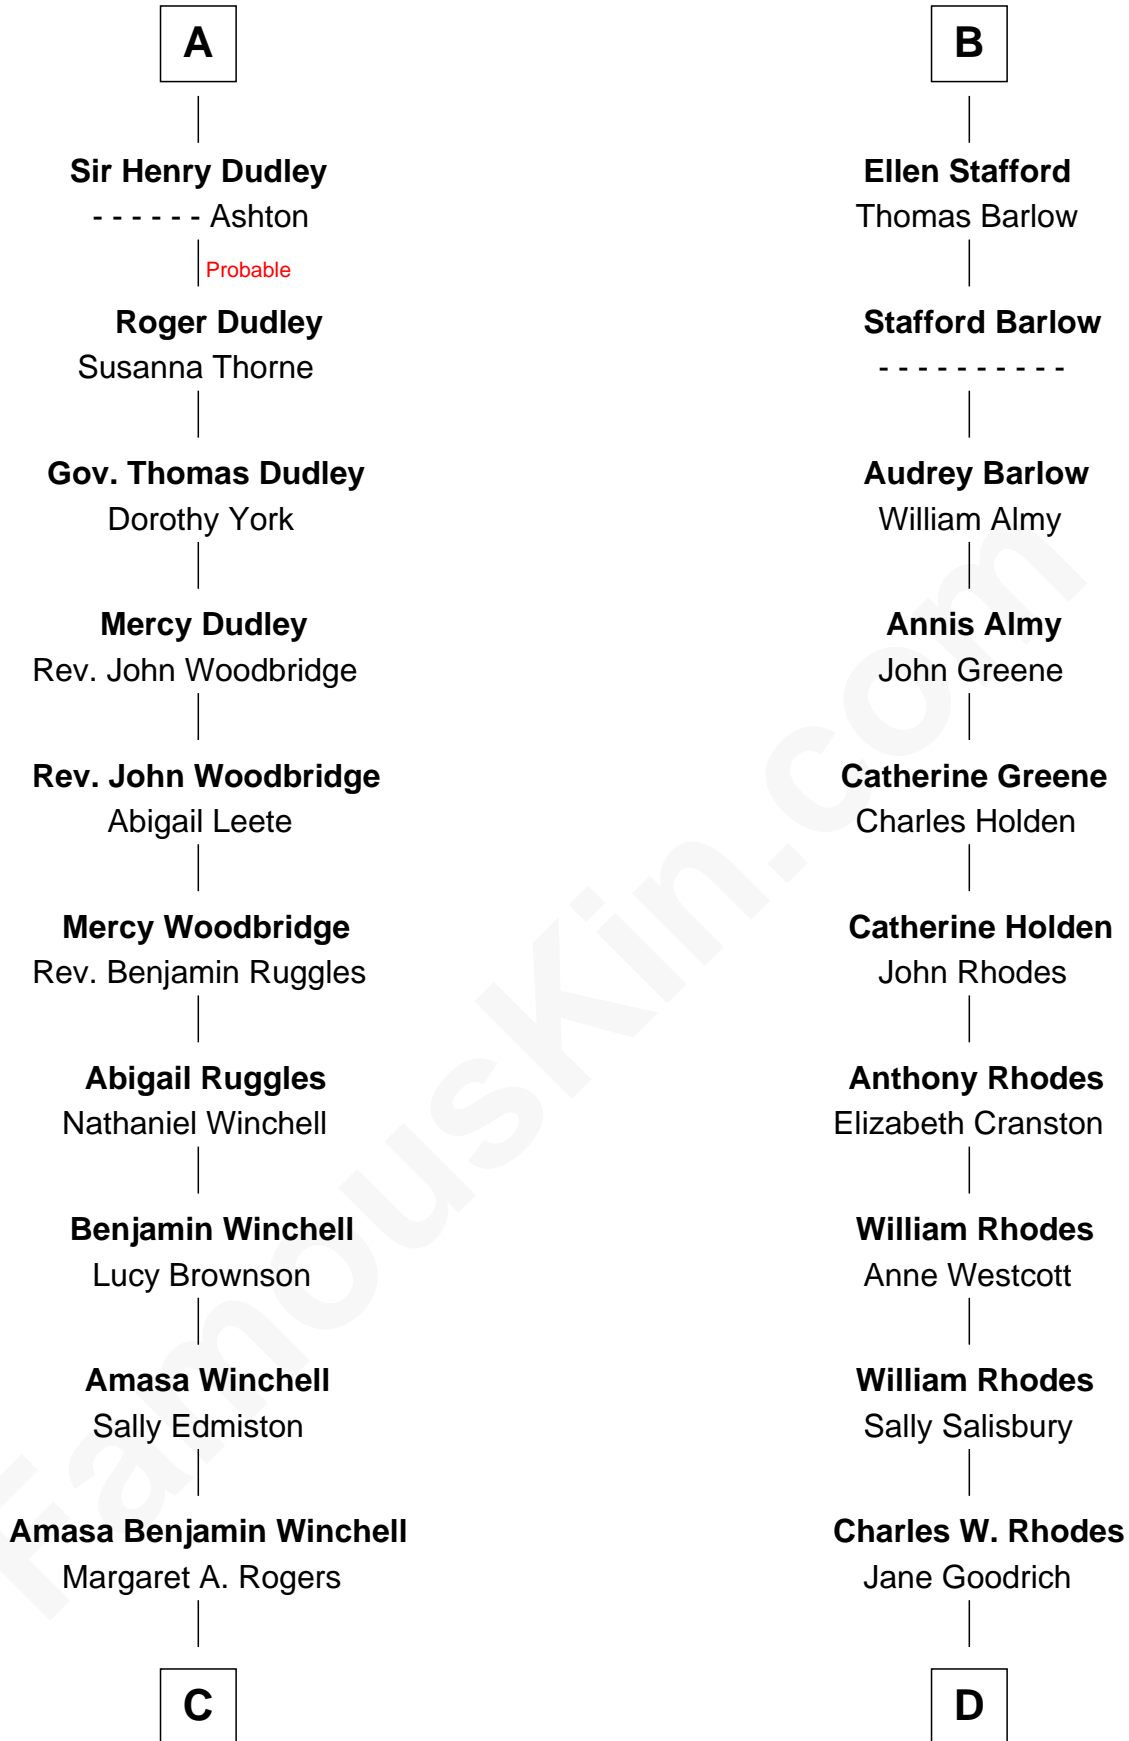 A
Sir Henry Dudley
- - - - - - Ashton
Probable
Roger Dudley
Susanna Thorne
Gov. Thomas Dudley
Dorothy York
Mercy Dudley
Rev. John Woodbridge
Rev. John Woodbridge
Abigail Leete
Mercy Woodbridge
Rev. Benjamin Ruggles
Abigail Ruggles
Nathaniel Winchell
Benjamin Winchell
Lucy Brownson
Amasa Winchell
Sally Edmiston
Amasa Benjamin Winchell
Margaret A. Rogers
C
B
Ellen Stafford
Thomas Barlow
Stafford Barlow
- - - - - - - - - -
Audrey Barlow
William Almy
Annis Almy
John Greene
Catherine Greene
Charles Holden
Catherine Holden
John Rhodes
Anthony Rhodes
Elizabeth Cranston
William Rhodes
Anne Westcott
William Rhodes
Sally Salisbury
Charles W. Rhodes
Jane Goodrich
D
FamousKin.com